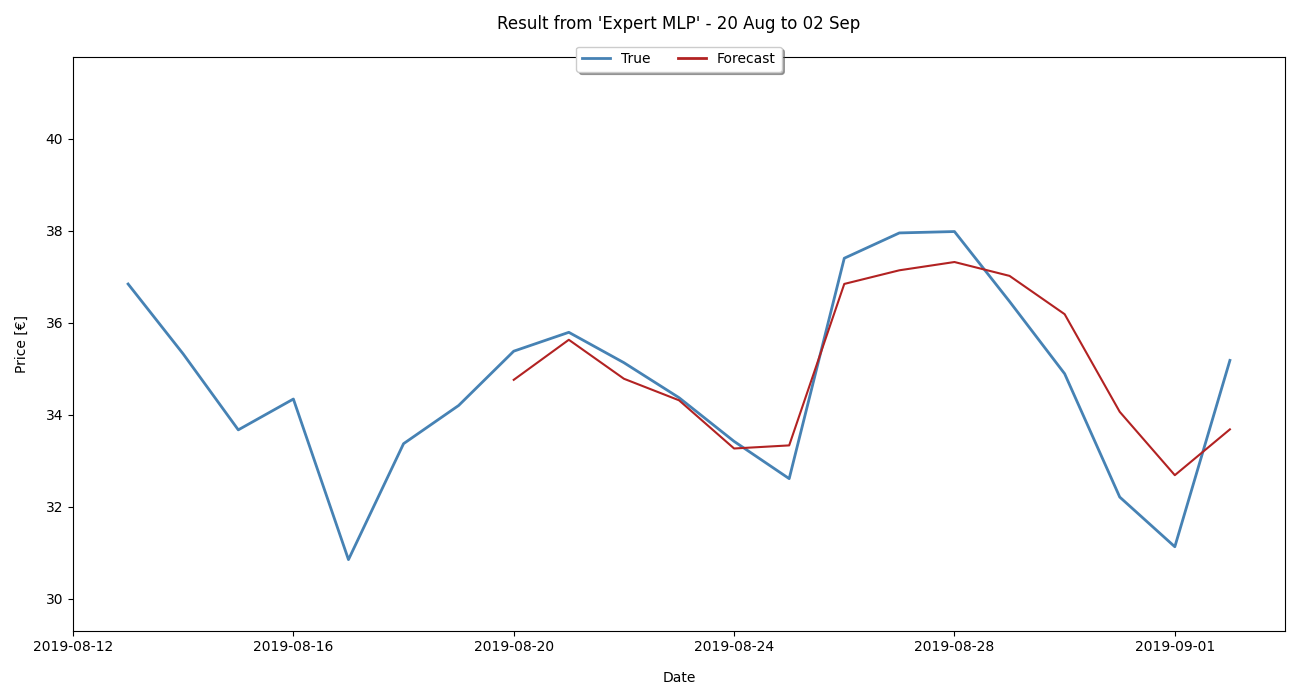 Result from 'Expert MLP' - 20 Aug to 02 Sep
True
Forecast
40
38
36
34
32
30
Price [€]
2019-08-12
2019-08-16
2019-08-20
2019-08-24
2019-08-28
2019-09-01
Date